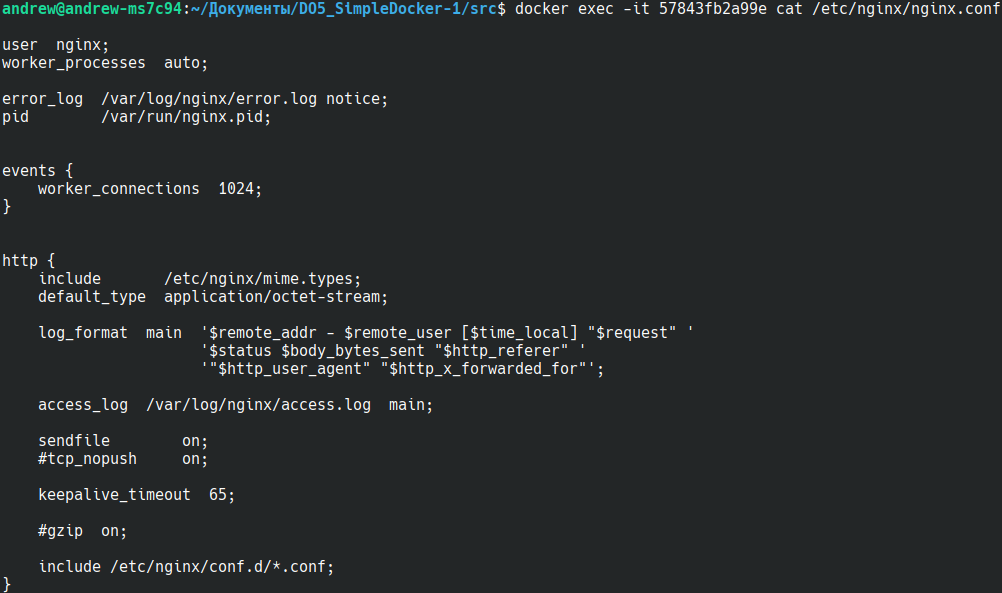 andrew@andrew-ms7c94:~/Документы/DO5_SimpleDocker-1/src$ docker exec -it 57843fb2a99e cat /etc/nginx/nginx.conf
user  nginx;
worker_processes  auto;
error_log  /var/log/nginx/error.log notice;
pid        /var/run/nginx.pid;
events {
    worker_connections  1024;
}
http {
    include       /etc/nginx/mime.types;
    default_type  application/octet-stream;
    log_format  main  '$remote_addr - $remote_user [$time_local] "$request" '
                      '$status $body_bytes_sent "$http_referer" '
                      '"$http_user_agent" "$http_x_forwarded_for"';
    access_log  /var/log/nginx/access.log  main;
    sendfile        on;
    #tcp_nopush     on;
    keepalive_timeout  65;
    #gzip  on;
    include /etc/nginx/conf.d/*.conf;
}